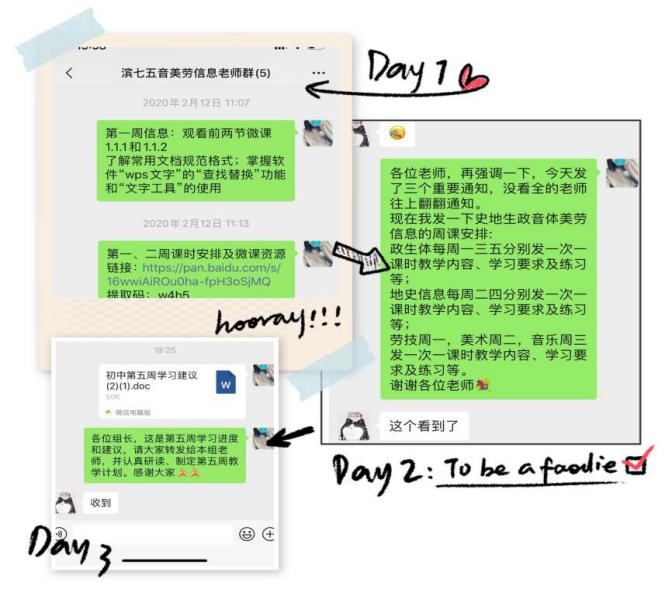 滨七五音美劳信息老师群(5)
Day 1
2020年2月12日 11:07
第一周信息：观看前两节微课
1.1.1和1.1.2
了解常用文档规范格式；掌握软
件“wps文字”的“查找替换”功能
和“文字工具”的使用
2020年2月12日 11:13
第一、二周课时安排及微课资源
链接：https://pan.baidu.com/s/
16wwiAiROu0ha-fpH3oSjMQ
提取码：w4h5
hooray!!!
各位老师，再强调一下，今天发
了三个重要通知，没看全的老师
往上翻翻通知。
现在我发一下史地生政音体美劳
信息的周课安排:
政生体每周一三五分别发一次一
课时教学内容、学习要求及练习
等；
地史信息每周二四分别发一次一
课时教学内容、学习要求及练习
等；
劳技周一，美术周二，音乐周三
发一次一课时教学内容、学习要
求及练习等。
谢谢各位老师
这个看到了
Day 2: To be a foodie
19:25
初中第五周学习建议
(2)(1).doc
50K
W
微信电脑版
各位组长，这是第五周学习进度
和建议，请大家转发给本组老
师，并认真研读、制定第五周教
学计划。感谢大家
收到
Day 3